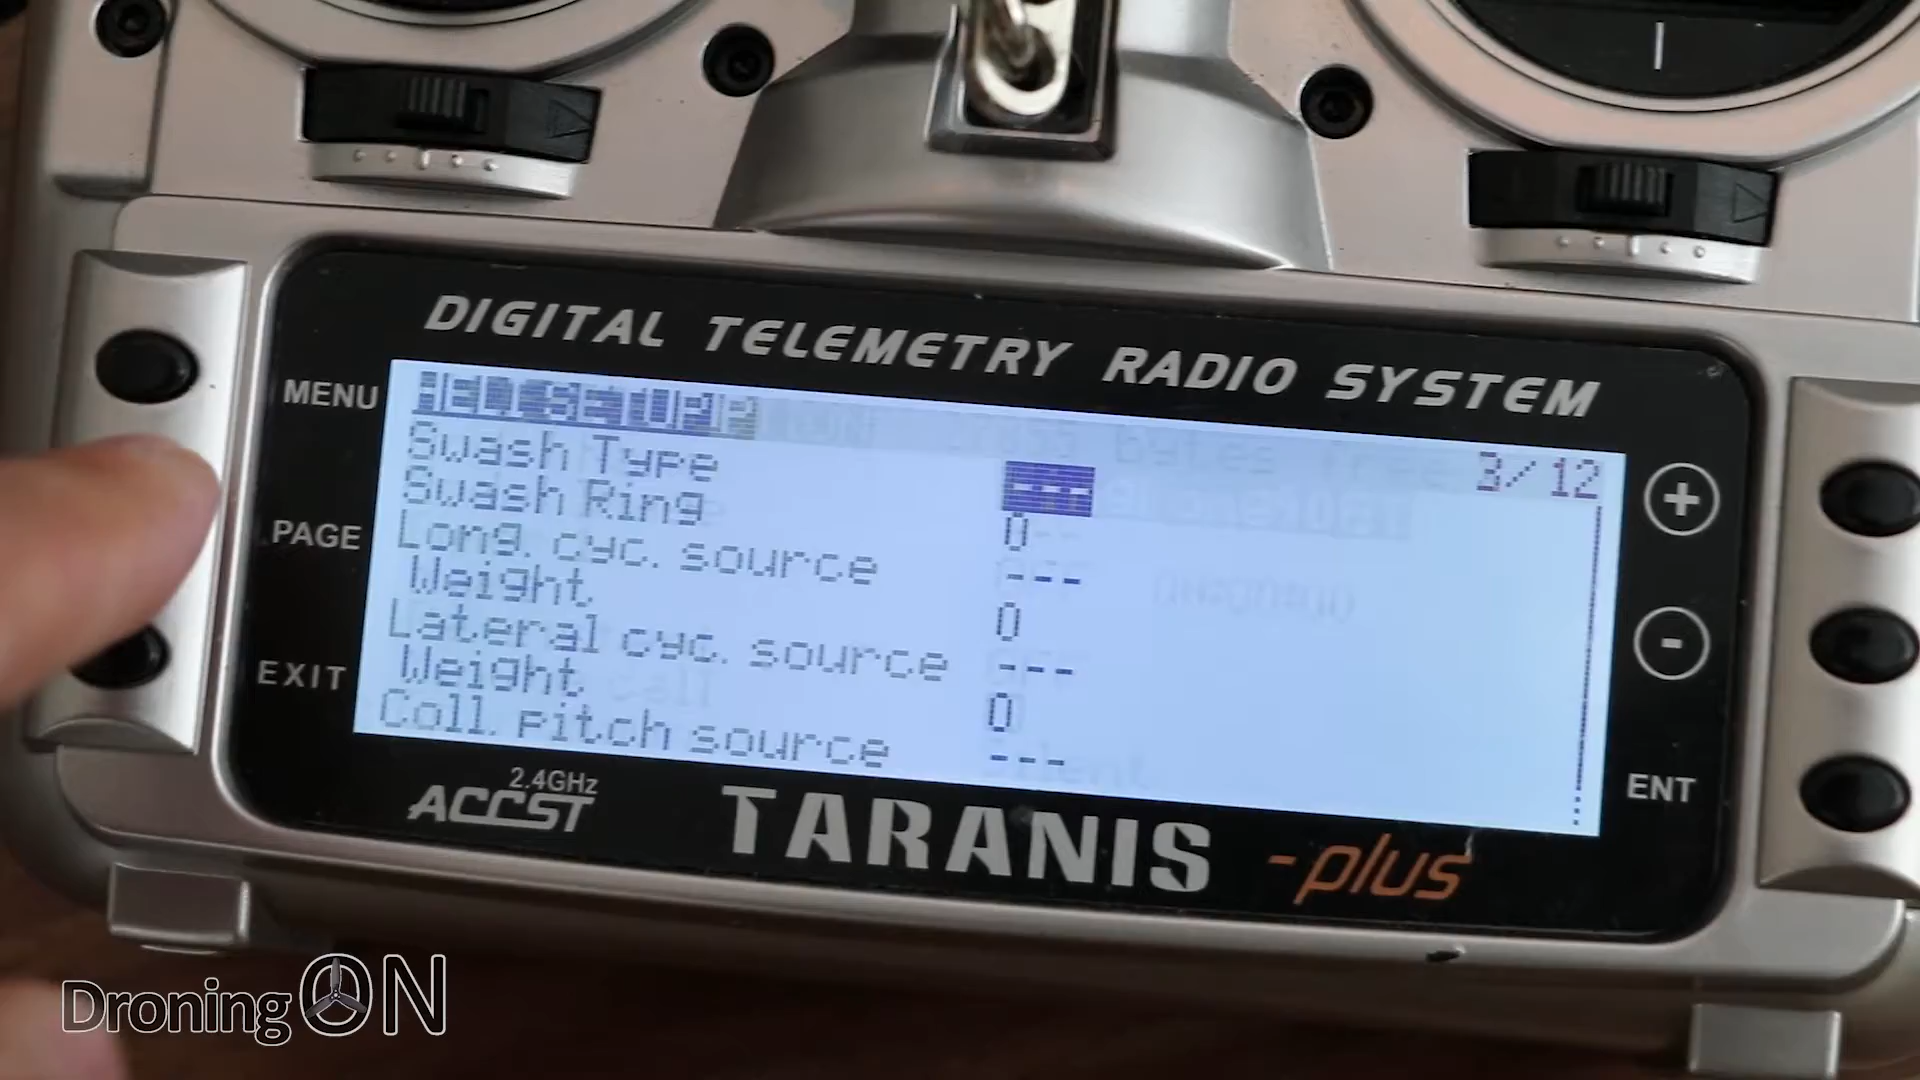 DIGITAL TELEMETRY RADIO SYSTEM
MENU
PAGE
EXIT
3/12
Swash Type ---
Swash Ring 0
Long. cyc. source ---
Weight 0
Lateral cyc. source ---
Weight 0
Coll. pitch source ---
+
-
ENT
2.4GHz
ACCST
TARANIS -plus
DroningON